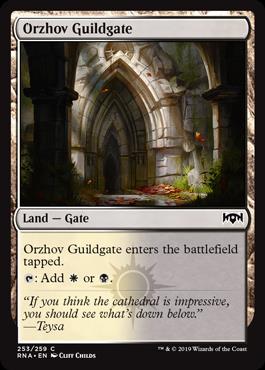 Orzhov Guildgate
Land — Gate
Orzhov Guildgate enters the battlefield
tapped.
: Add or .
“If you think the cathedral is impressive,
you should see what’s down below.”
—Teysa
253/259 C
RNA • EN CLIFF CHILDS
™ & © 2019 Wizards of the Coast